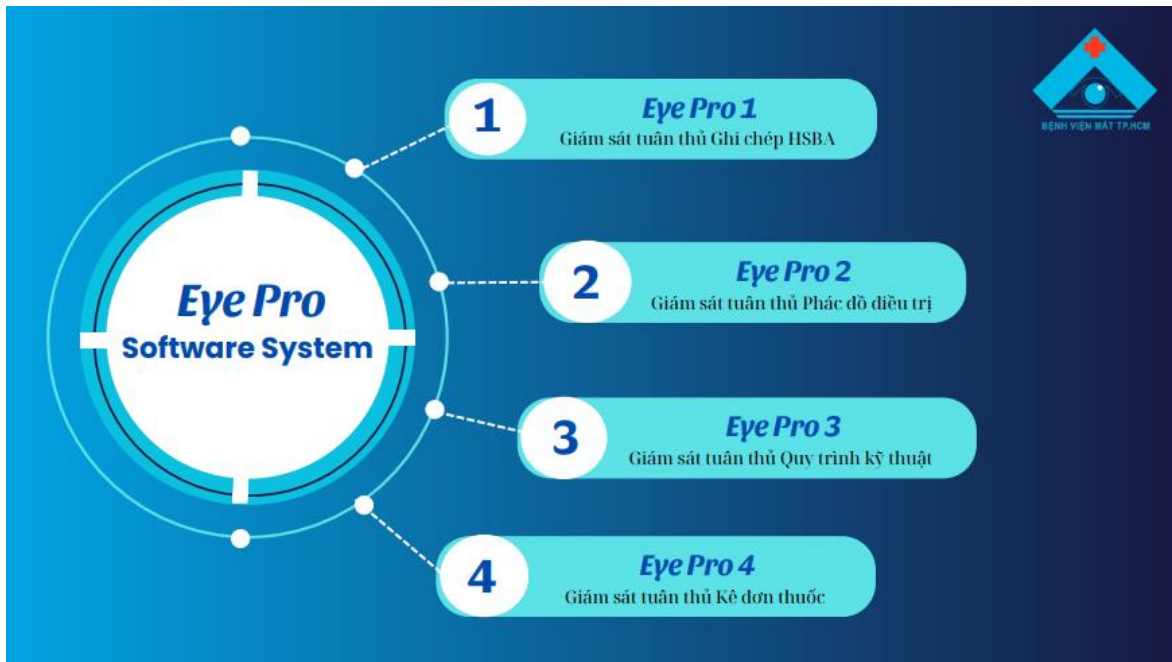 BỆNH VIỆN MẮT TP.HCM
1
Eye Pro 1
Giám sát tuân thủ Ghi chép HSBA
2
Eye Pro 2
Giám sát tuân thủ Phác đồ điều trị
Eye Pro
Software System
3
Eye Pro 3
Giám sát tuân thủ Quy trình kỹ thuật
4
Eye Pro 4
Giám sát tuân thủ Kê đơn thuốc